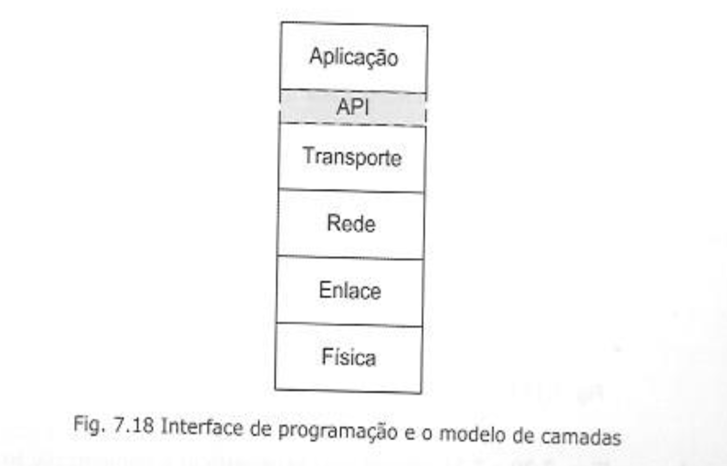 Aplicação
API
Transporte
Rede
Enlace
Física
Fig. 7.18 Interface de programação e o modelo de camadas